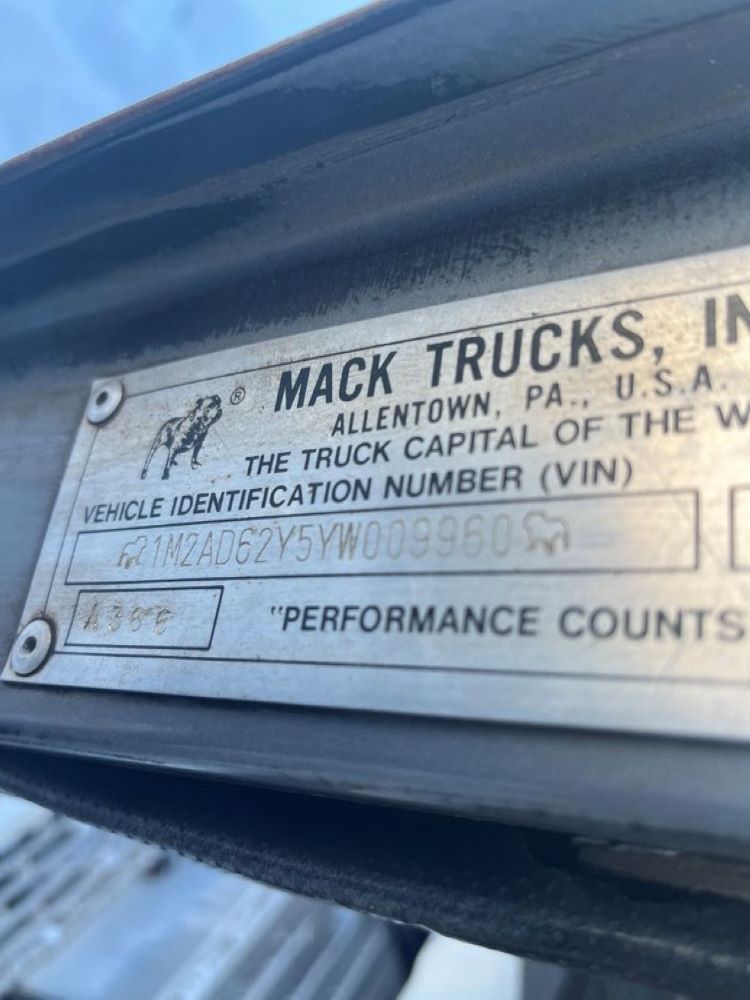 ® MACK TRUCKS, IN
ALLENTOWN, PA., U.S.A.
THE TRUCK CAPITAL OF THE W
VEHICLE IDENTIFICATION NUMBER (VIN)
1M2AD62Y5YW009960
"PERFORMANCE COUNTS